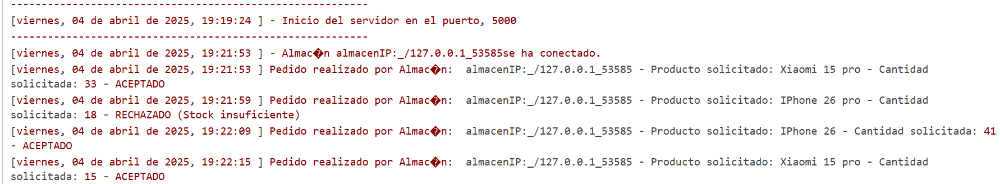 ----------------------------------------------------------
[viernes, 04 de abril de 2025, 19:19:24 ] - Inicio del servidor en el puerto, 5000
----------------------------------------------------------
[viernes, 04 de abril de 2025, 19:21:53 ] - Almac�n almacenIP:_/127.0.0.1_53585se ha conectado.
[viernes, 04 de abril de 2025, 19:21:53 ] Pedido realizado por Almac�n:  almacenIP:_/127.0.0.1_53585 - Producto solicitado: Xiaomi 15 pro - Cantidad
solicitada: 33 - ACEPTADO
[viernes, 04 de abril de 2025, 19:21:59 ] Pedido realizado por Almac�n:  almacenIP:_/127.0.0.1_53585 - Producto solicitado: IPhone 26 pro - Cantidad
solicitada: 18 - RECHAZADO (Stock insuficiente)
[viernes, 04 de abril de 2025, 19:22:09 ] Pedido realizado por Almac�n:  almacenIP:_/127.0.0.1_53585 - Producto solicitado: IPhone 26 - Cantidad solicitada: 41
- ACEPTADO
[viernes, 04 de abril de 2025, 19:22:15 ] Pedido realizado por Almac�n:  almacenIP:_/127.0.0.1_53585 - Producto solicitado: Xiaomi 15 pro - Cantidad
solicitada: 15 - ACEPTADO